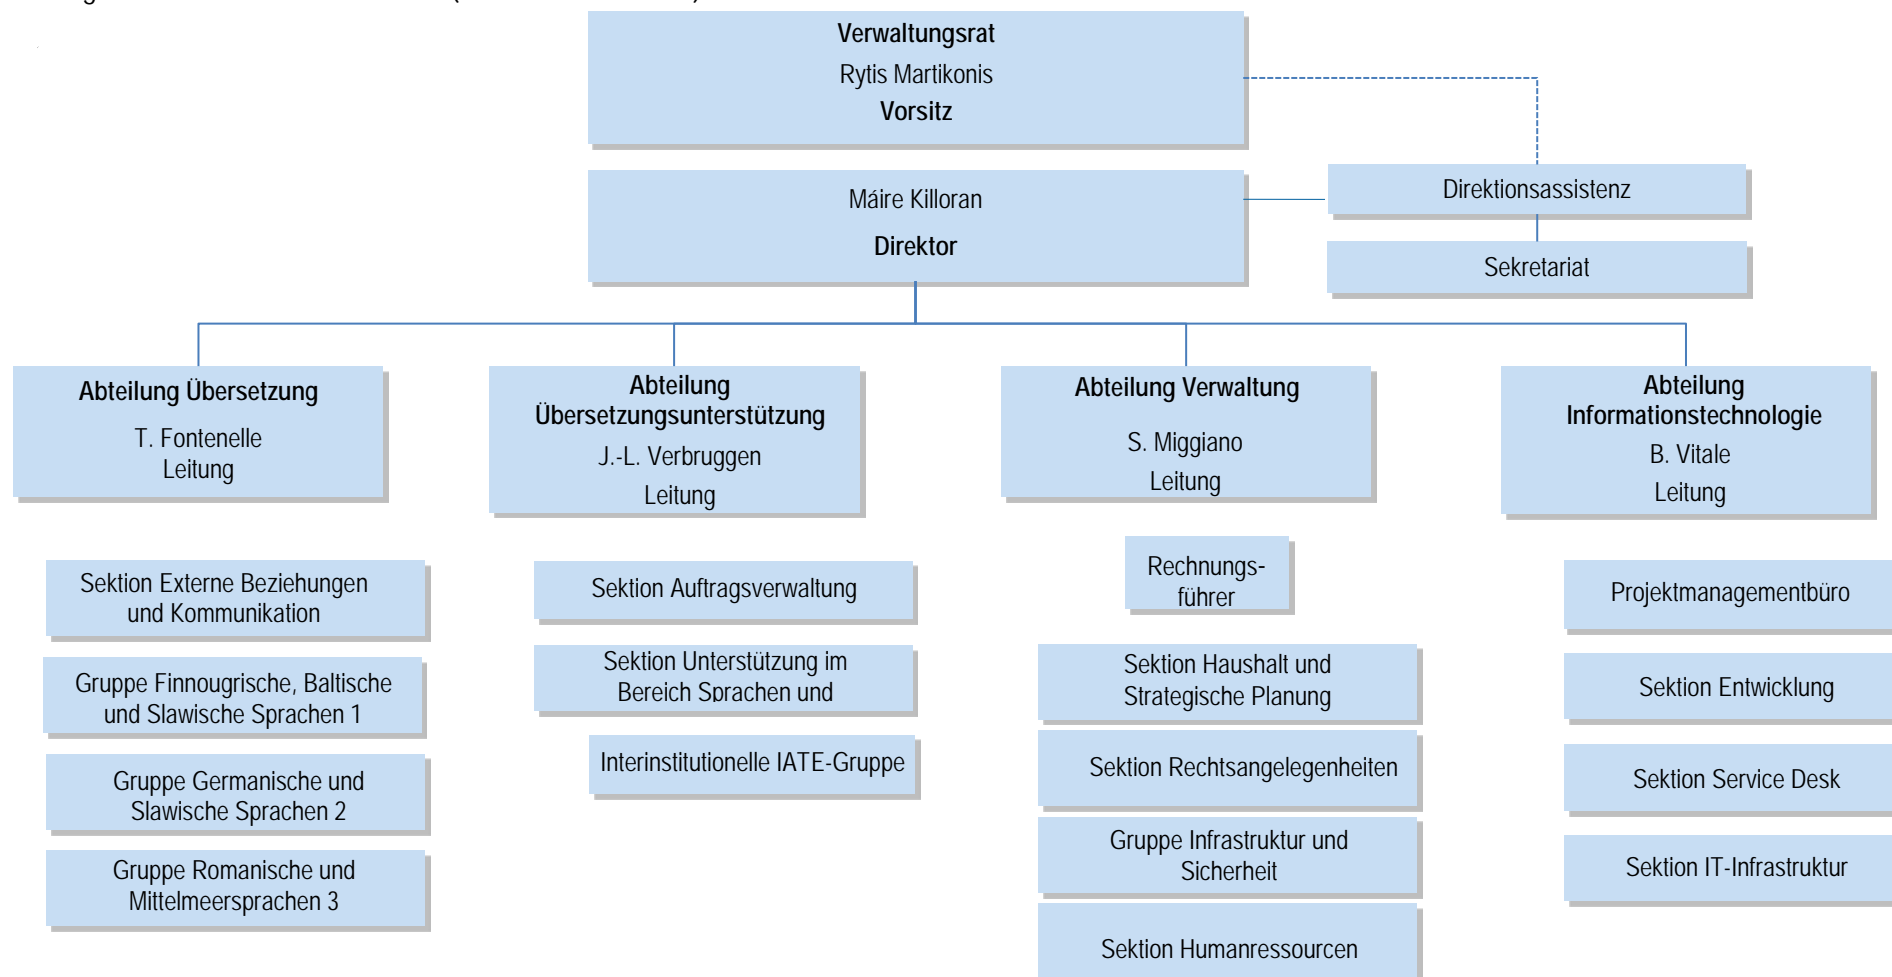 Verwaltungsrat
Rytis Martikonis
Vorsitz
Máire Killoran
Direktor
Direktionsassistenz
Sekretariat
Abteilung Übersetzung
T. Fontenelle
Leitung
Abteilung
Übersetzungsunterstützung
J.-L. Verbruggen
Leitung
Abteilung Verwaltung
S. Miggiano
Leitung
Abteilung
Informationstechnologie
B. Vitale
Leitung
Sektion Externe Beziehungen
und Kommunikation
Gruppe Finnougrische, Baltische
und Slawische Sprachen 1
Gruppe Germanische und
Slawische Sprachen 2
Gruppe Romanische und
Mittelmeersprachen 3
Sektion Auftragsverwaltung
Sektion Unterstützung im
Bereich Sprachen und
Interinstitutionelle IATE-Gruppe
Rechnungs-
führer
Sektion Haushalt und
Strategische Planung
Sektion Rechtsangelegenheiten
Gruppe Infrastruktur und
Sicherheit
Sektion Humanressourcen
Projektmanagementbüro
Sektion Entwicklung
Sektion Service Desk
Sektion IT-Infrastruktur